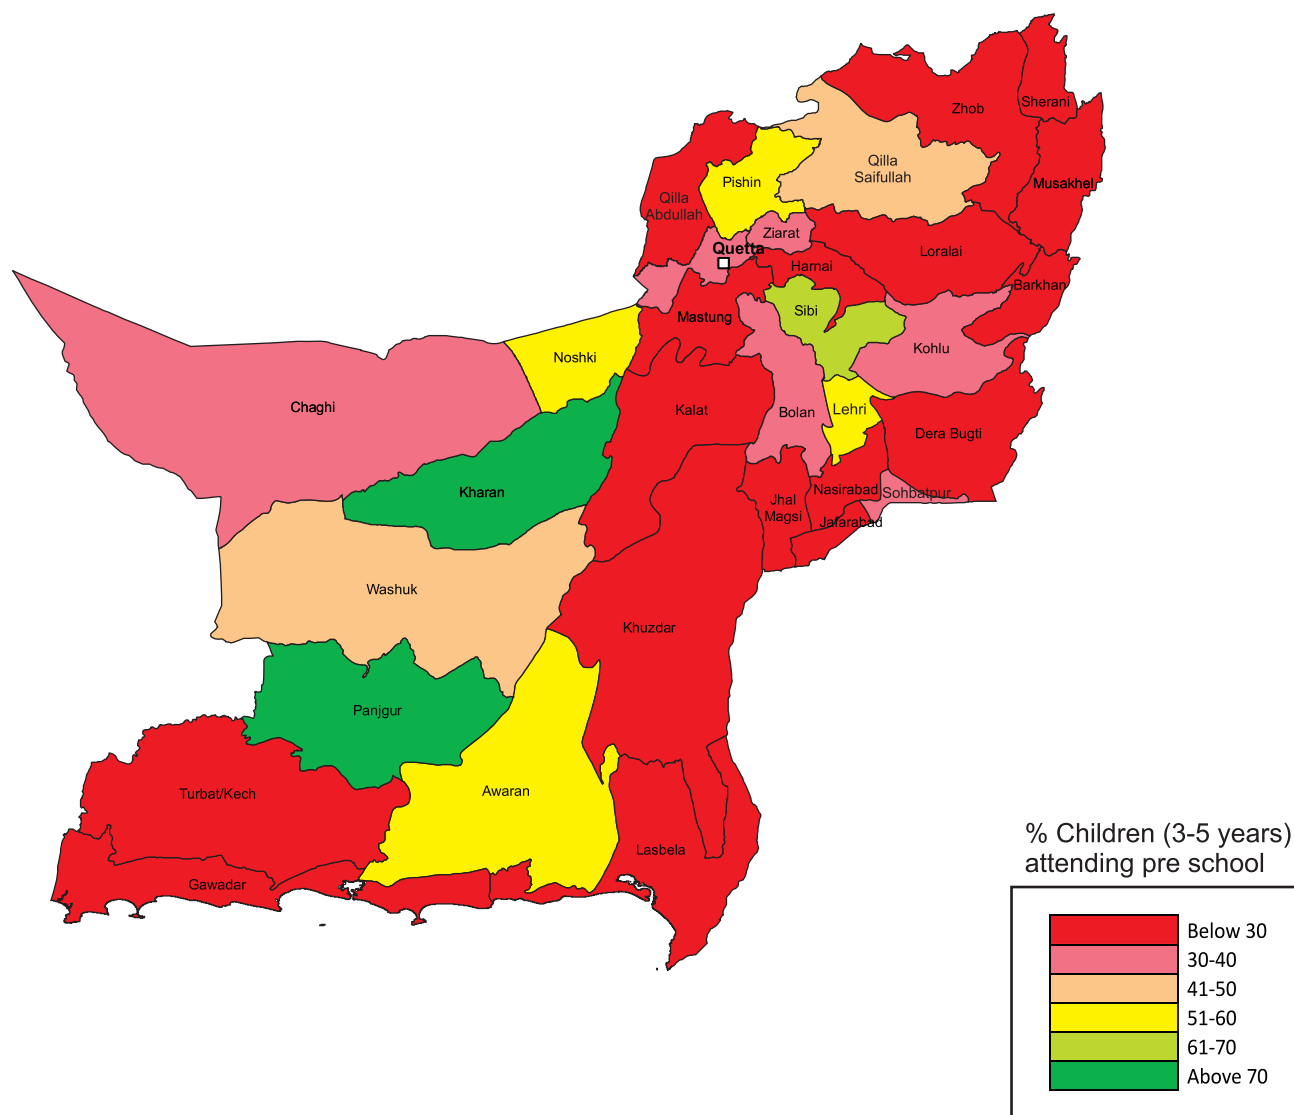 Zhob
Sherani
Qilla
Saifullah
Musakhel
Pishin
Qilla
Abdullah
Ziarat
Quetta
Loralai
Harnai
Barkhan
Sibi
Mastung
Kohlu
Noshki
Chaghi
Kalat
Bolan
Lehri
Dera Bugti
Kharan
Nasirabad
Sohbatpur
Jhal
Magsi
Jafarabad
Washuk
Khuzdar
Panjgur
Turbat/Kech
Awaran
Lasbela
Gawadar
% Children (3-5 years)
attending pre school
Below 30
30-40
41-50
51-60
61-70
Above 70